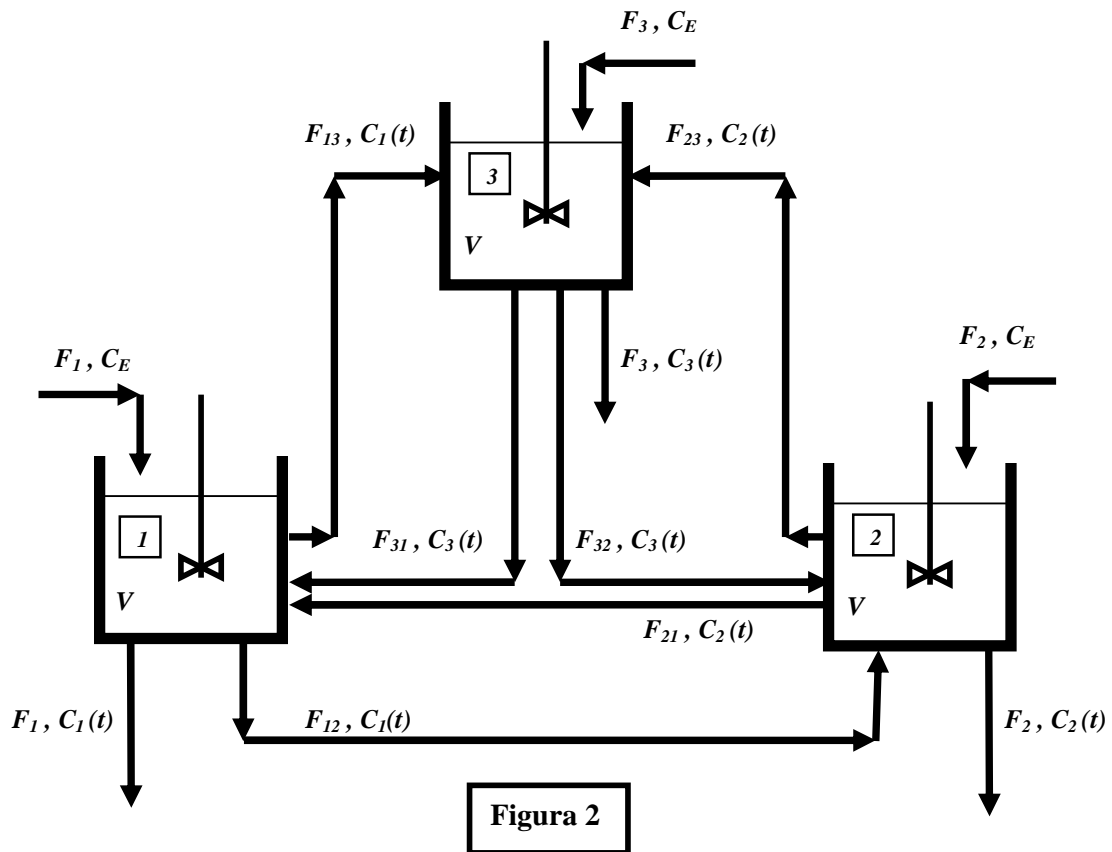 F3 , CE
F13 , C1(t)
F23 , C2(t)
3
V
F1 , CE
F3 , C3(t)
F2 , CE
1
F31 , C3(t)
F32 , C3(t)
2
V
V
F21 , C2(t)
F1 , C1(t)
F12 , C1(t)
F2 , C2(t)
Figura 2